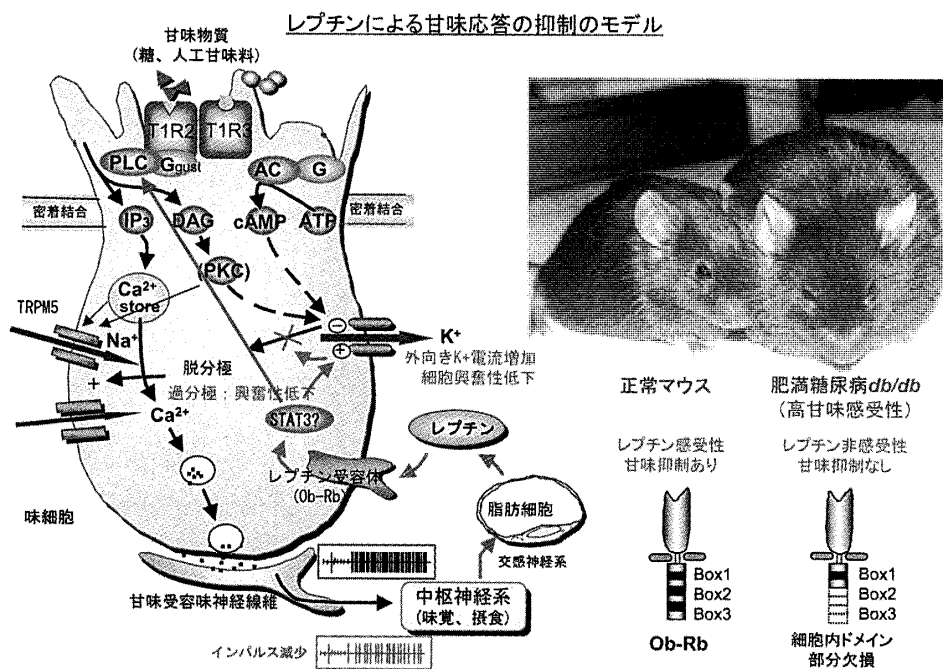 レプチンによる甘味応答の抑制のモデル
甘味物質
(糖、人工甘味料)
T1R2
T1R3
PLC
Ggust
AC
G
密着結合
IP3
DAG
cAMP
ATP
密着結合
(PKC)
Ca2+
store
TRPM5
Na+
−
+
K+
外向きK+電流増加
細胞興奮性低下
脱分極
+
過分極:興奮性低下
Ca2+
STAT3?
レプチン
レプチン受容体
(Ob-Rb)
味細胞
脂肪細胞
交感神経系
甘味受容味神経線維
中枢神経系
(味覚、摂食)
インパルス減少
正常マウス
肥満糖尿病db/db
(高甘味感受性)
レプチン感受性
甘味抑制あり
レプチン非感受性
甘味抑制なし
Box1
Box2
Box3
Box1
Box2
Box3
Ob-Rb
細胞内ドメイン
部分欠損